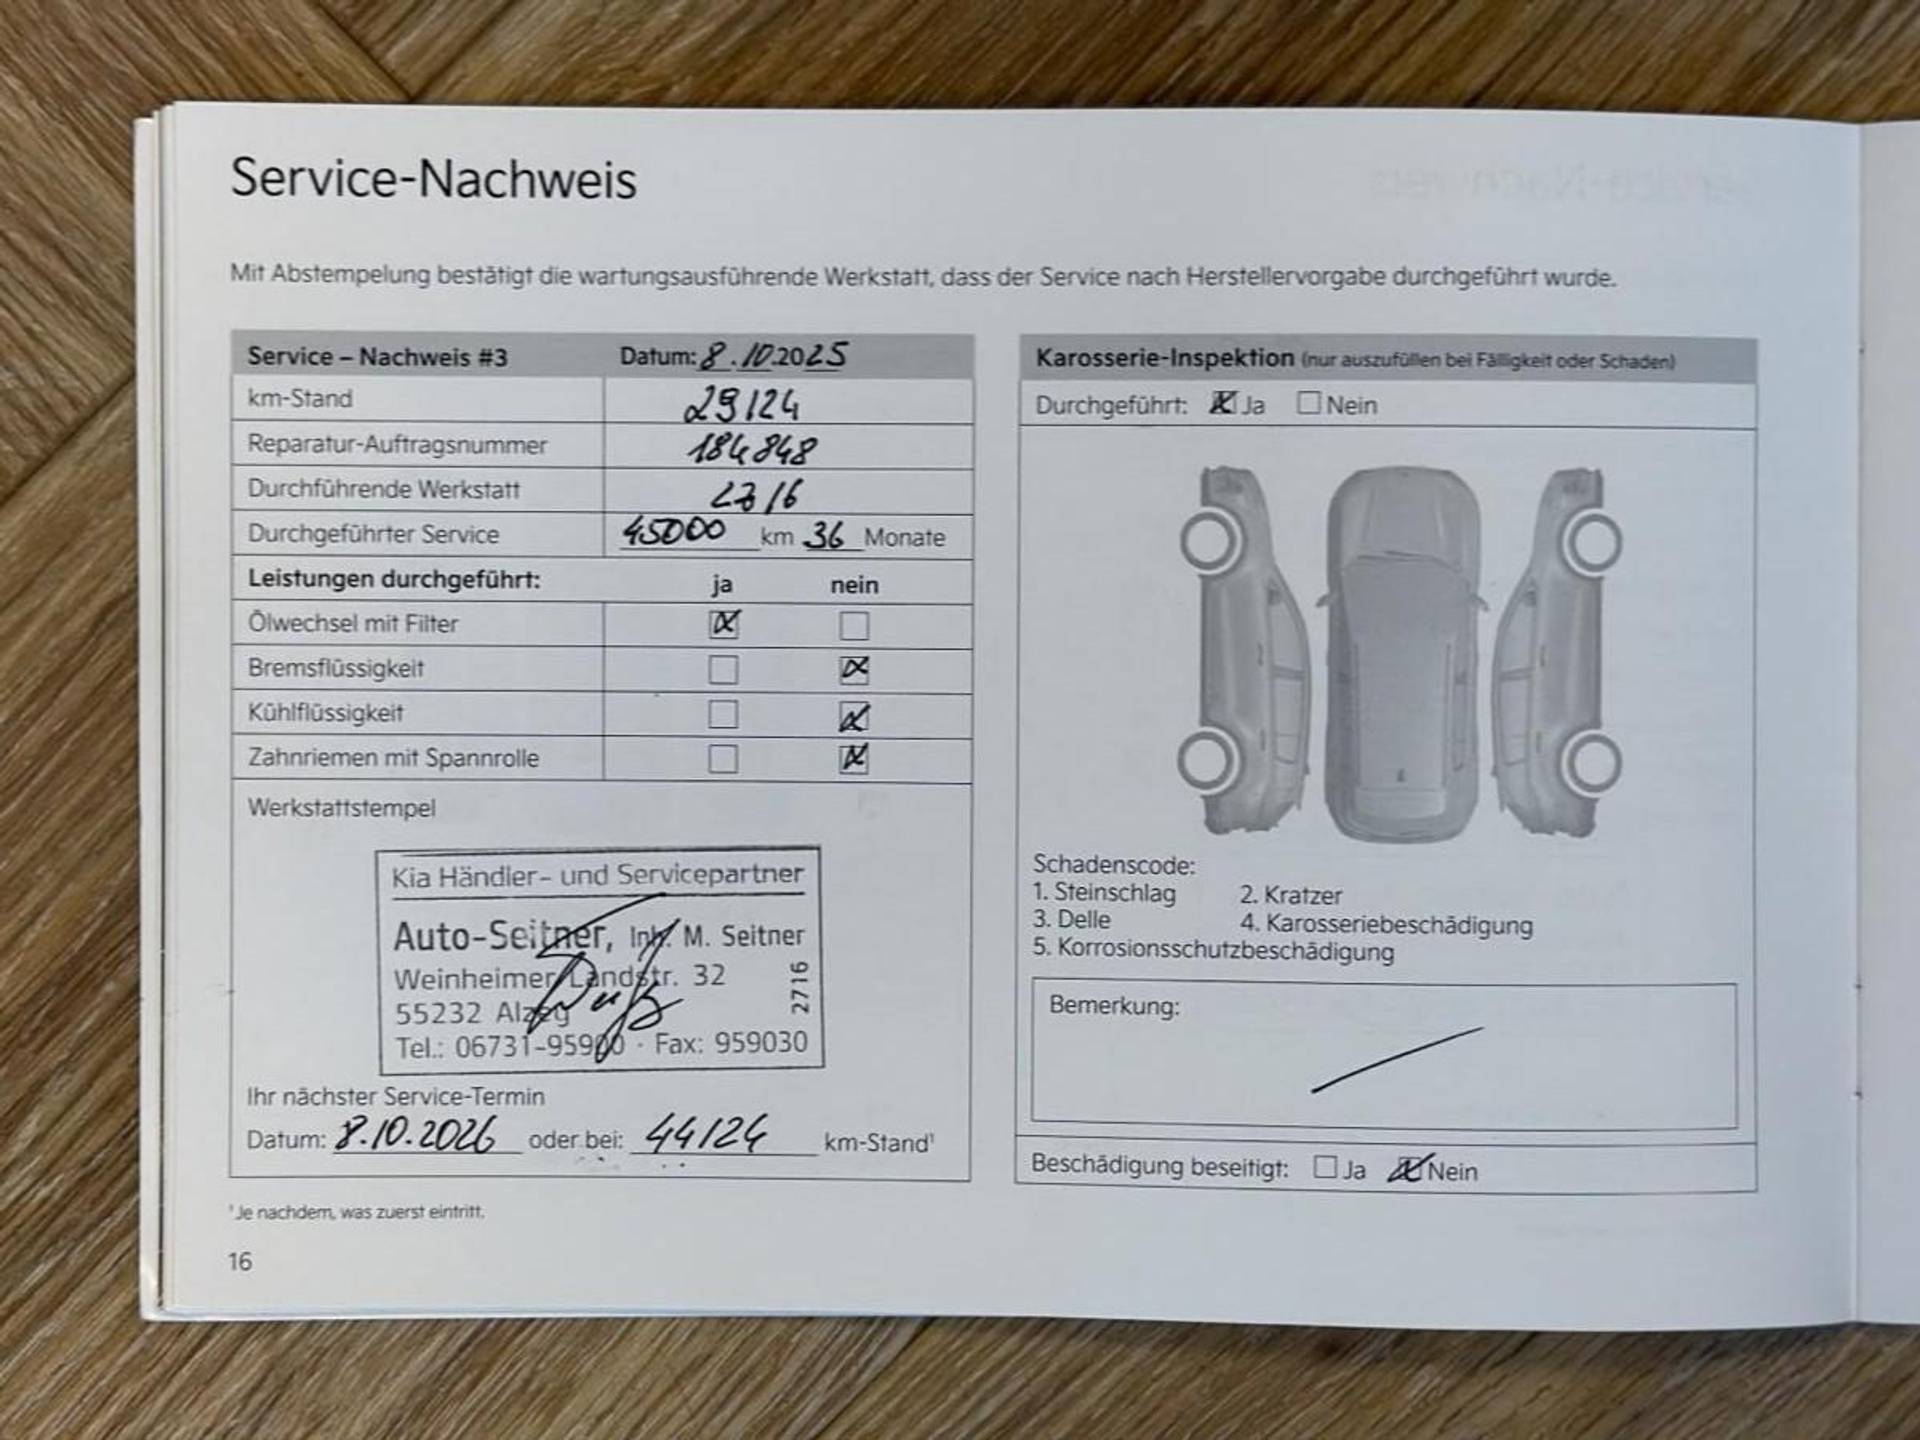 Service-Nachweis
Mit Abstempelung bestätigt die wartungsausführende Werkstatt, dass der Service nach Herstellervorgabe durchgeführt wurde.
Service – Nachweis #3 Datum: 8.10.2025
km-Stand 29124
Reparatur-Auftragsnummer 184848
Durchführende Werkstatt 2716
Durchgeführter Service 45000 km 36 Monate
Leistungen durchgeführt: ja nein
Ölwechsel mit Filter
Bremsflüssigkeit
Kühlflüssigkeit
Zahnriemen mit Spannrolle
Werkstattstempel
Kia Händler- und Servicepartner
Auto-Seitner, Inh. M. Seitner
Weinheimer Landstr. 32
55232 Alzey
2716
Tel.: 06731-95900 · Fax: 959030
Ihr nächster Service-Termin
Datum: 8.10.2026 oder bei: 44124 km-Stand¹
¹Je nachdem, was zuerst eintritt.
16
Karosserie-Inspektion (nur auszufüllen bei Fälligkeit oder Schaden)
Durchgeführt: Ja Nein
Schadenscode:
1. Steinschlag 2. Kratzer
3. Delle 4. Karosseriebeschädigung
5. Korrosionsschutzbeschädigung
Bemerkung:
Beschädigung beseitigt: Ja Nein